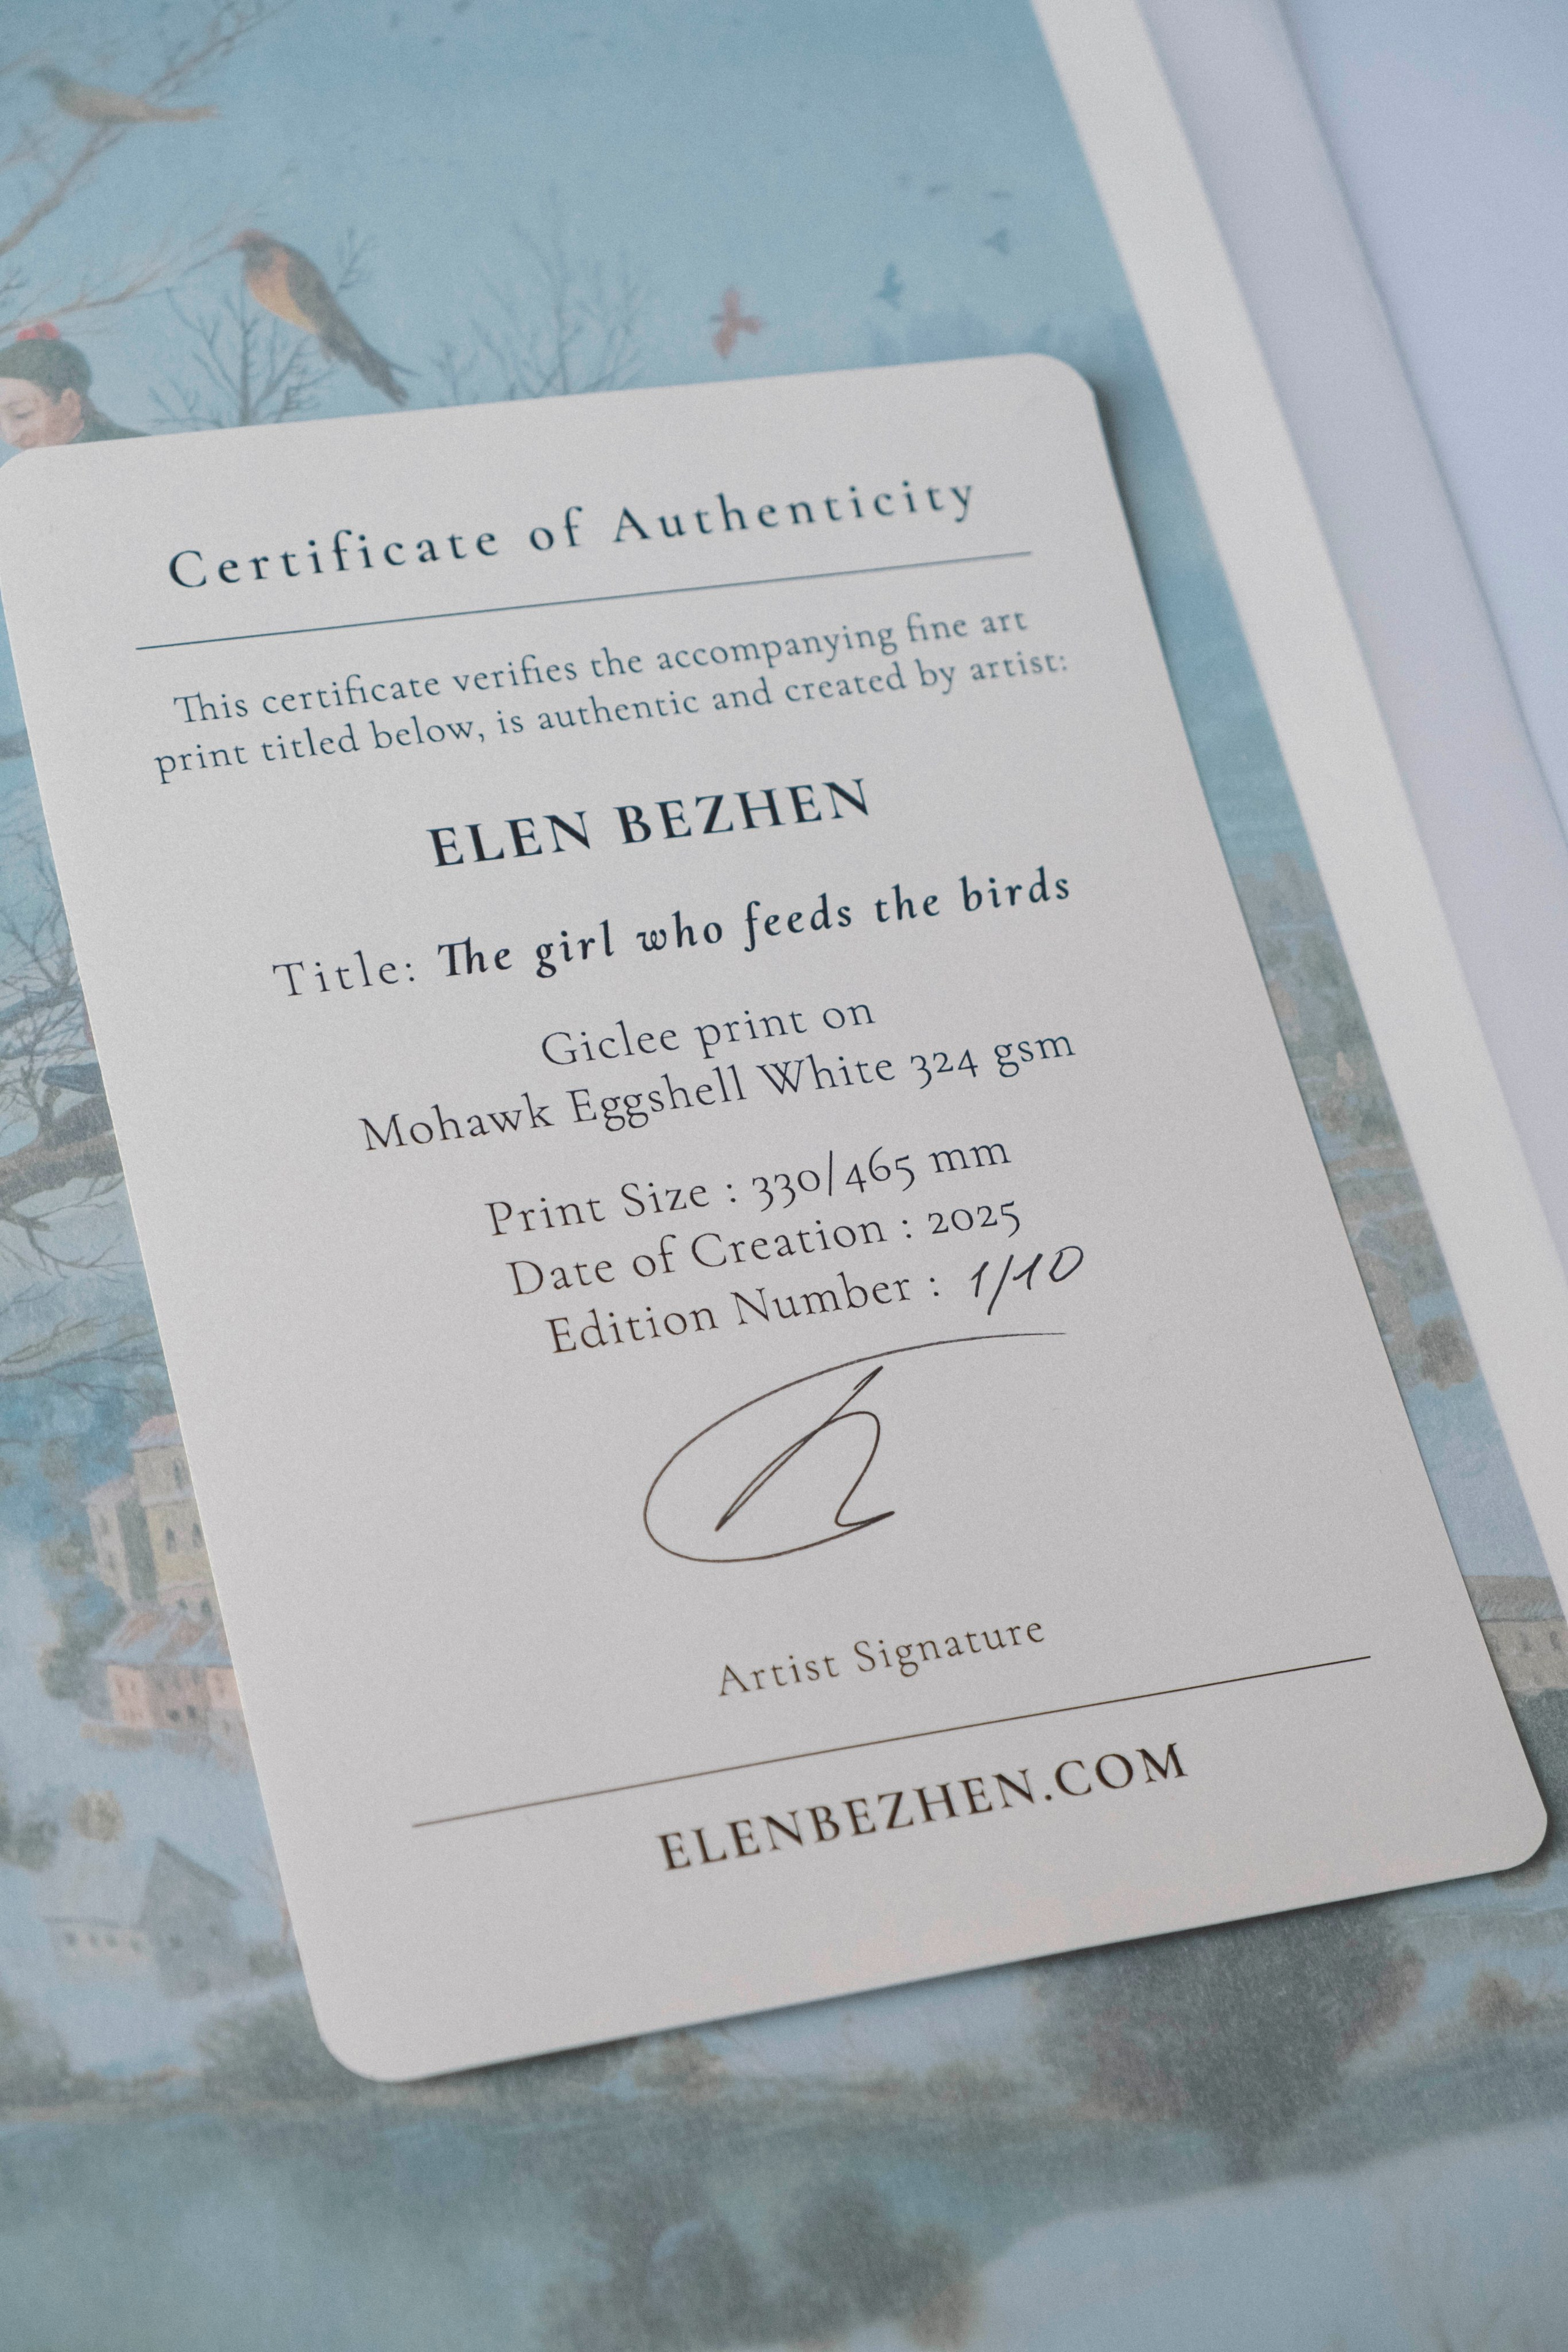 Certificate of Authenticity
This certificate verifies the accompanying fine art
print titled below, is authentic and created by artist:
ELEN BEZHEN
Title: The girl who feeds the birds
Giclee print on
Mohawk Eggshell White 324 gsm
Print Size : 330/465 mm
Date of Creation : 2025
Edition Number : 1/10
Artist Signature
ELENBEZHEN.COM